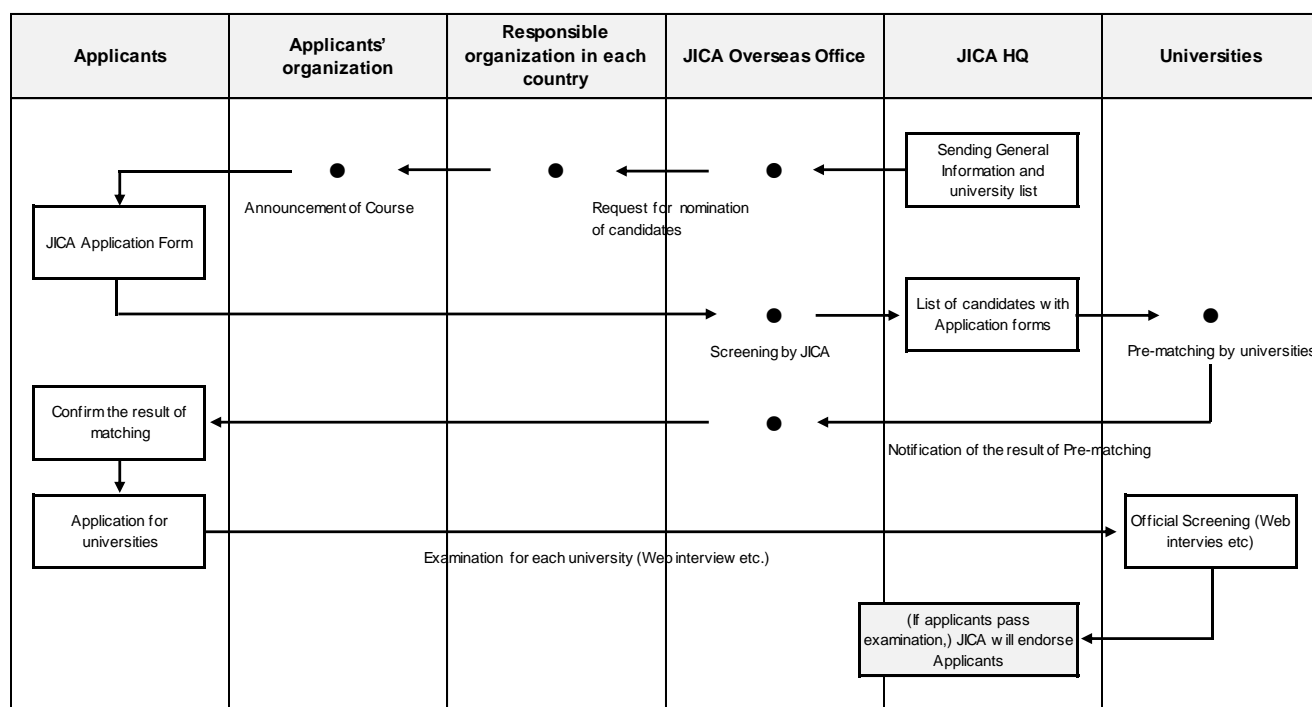 Applicants
Applicants'
organization
Responsible
organization in each
country
JICA Overseas Office
JICA HQ
Universities
Sending General
Information and
university list
Announcement of Course
Request for nomination
of candidates
JICA Application Form
List of candidates with
Application forms
Screening by JICA
Pre-matching by universities
Confirm the result of
matching
Notification of the result of Pre-matching
Application for
universities
Official Screening (Web
intervies etc)
Examination for each university (Web interview etc.)
(If applicants pass
examination,) JICA will endorse
Applicants